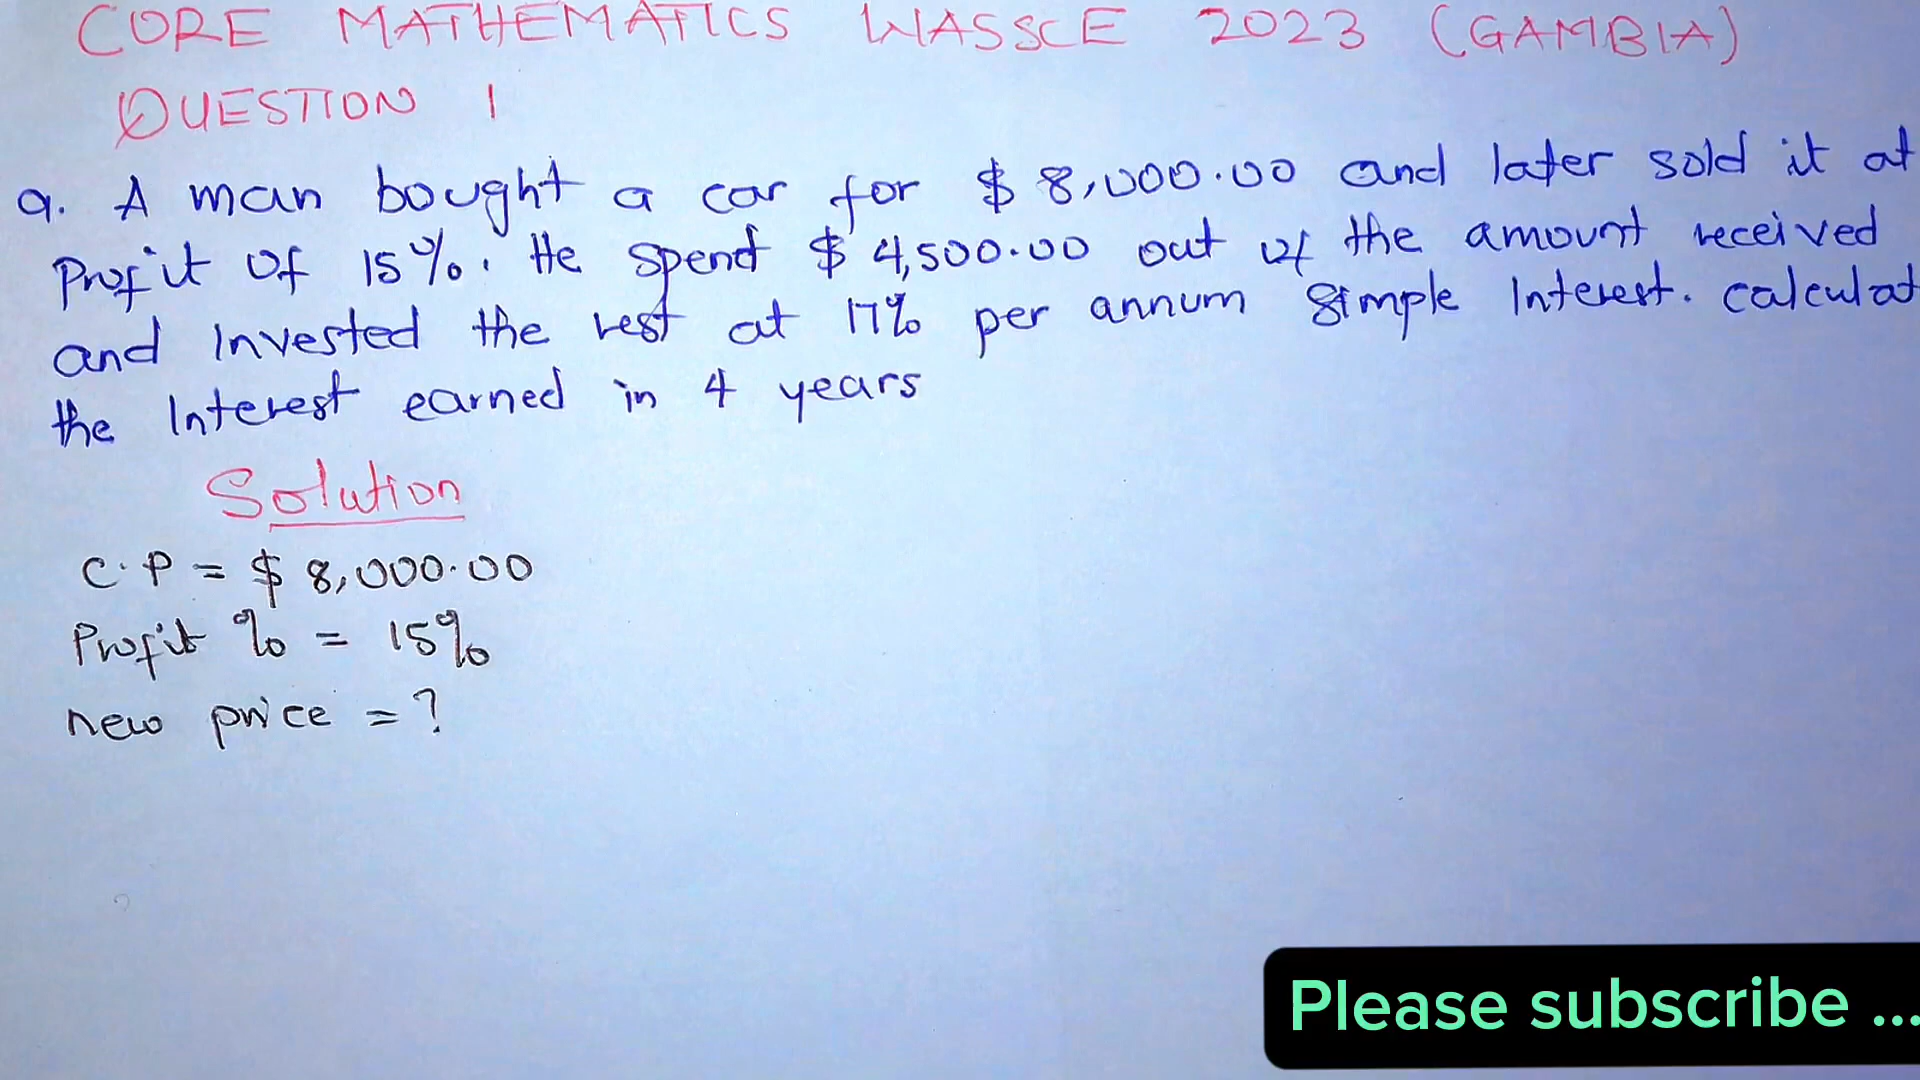 CORE MATHEMATICS WASSCE 2023 (GAMBIA)
QUESTION 1
a. A man bought a car for $ 8,000.00 and later sold it at
Profit of 15%. He spend $ 4,500.00 out of the amount received
and Invested the rest at 17% per annum simple Interest. calculat
the Interest earned in 4 years
Solution
C.P = $ 8,000.00
Profit % = 15%
new price = ?
Please subscribe ...